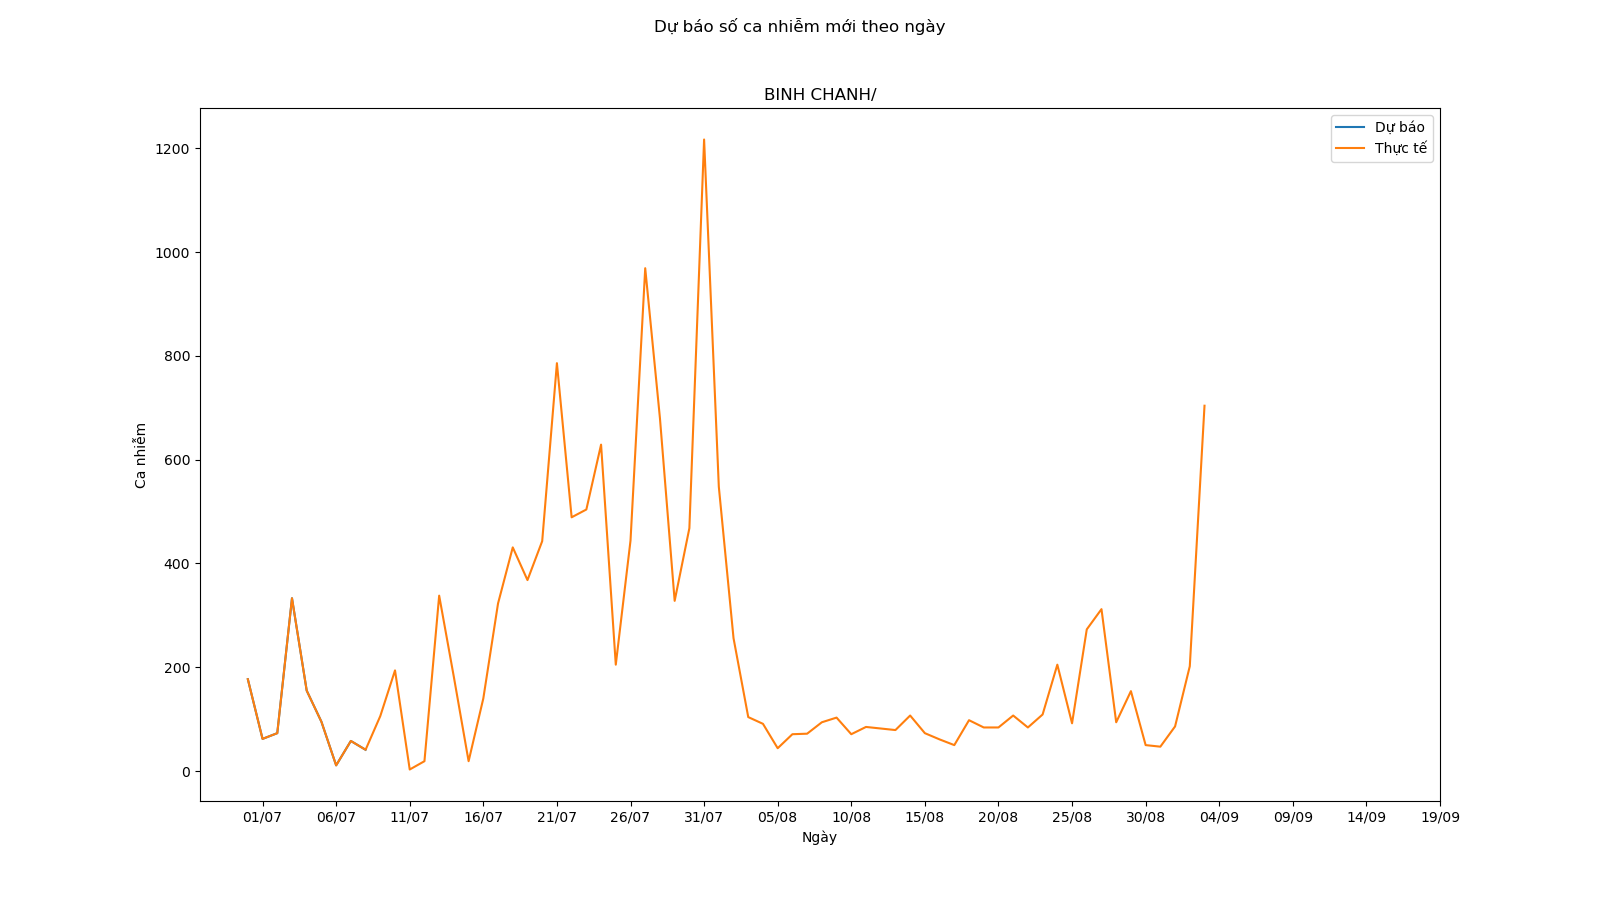 Dự báo số ca nhiễm mới theo ngày
BINH CHANH/
Dự báo
Thực tế
1200
1000
800
600
400
200
0
Ca nhiễm
01/07 06/07 11/07 16/07 21/07 26/07 31/07 05/08 10/08 15/08 20/08 25/08 30/08 04/09 09/09 14/09 19/09
Ngày